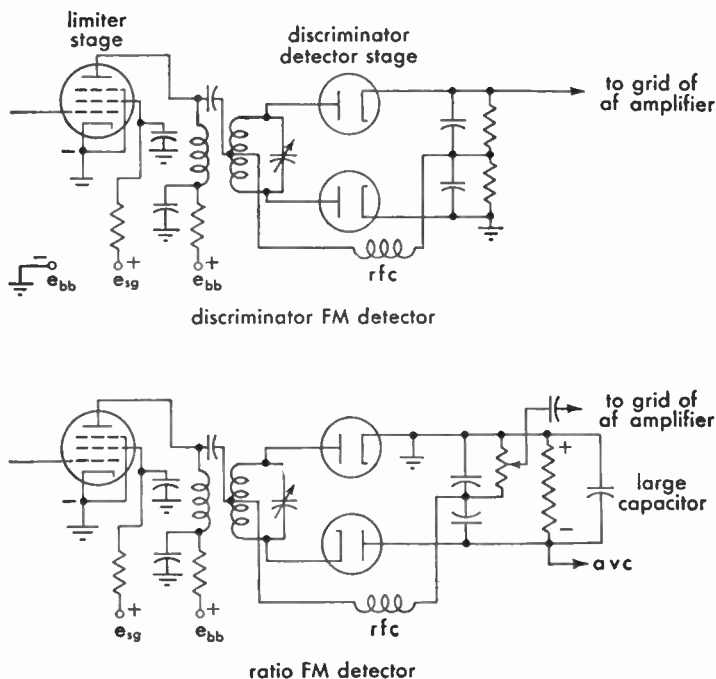 limiter
stage
discriminator
detector stage
to grid of
af amplifier
−
+
+
−
e_bb
e_sg
e_bb
rfc
discriminator FM detector
to grid of
af amplifier
+
large
capacitor
−
−
avc
+
+
e_sg
e_bb
rfc
ratio FM detector